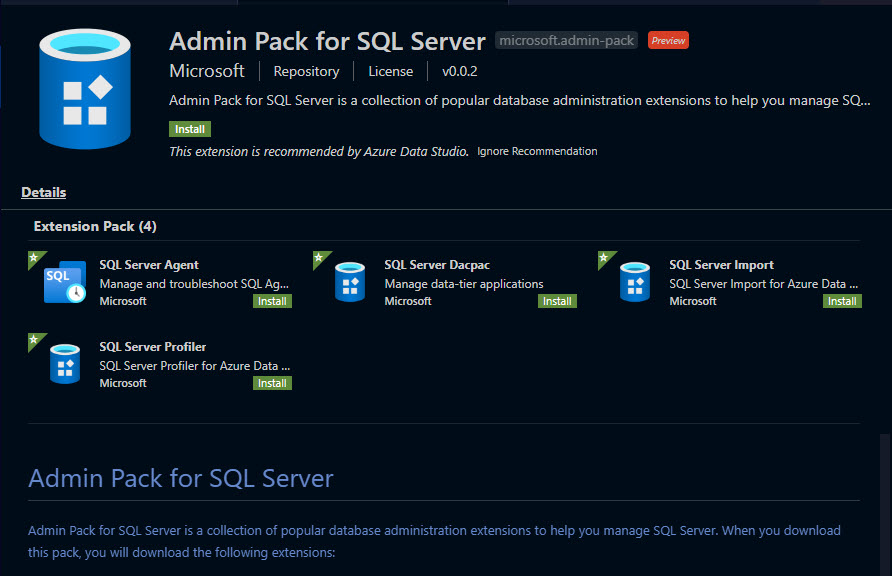 Admin Pack for SQL Server microsoft.admin-pack Preview
Microsoft Repository License v0.0.2
Admin Pack for SQL Server is a collection of popular database administration extensions to help you manage SQ...
Install
This extension is recommended by Azure Data Studio. Ignore Recommendation
Details
Extension Pack (4)
SQL
SQL Server Agent
Manage and troubleshoot SQL Ag...
Microsoft Install
SQL Server Dacpac
Manage data-tier applications
Microsoft Install
SQL Server Import
SQL Server Import for Azure Data ...
Microsoft Install
SQL Server Profiler
SQL Server Profiler for Azure Data ...
Microsoft Install
Admin Pack for SQL Server
Admin Pack for SQL Server is a collection of popular database administration extensions to help you manage SQL Server. When you download
this pack, you will download the following extensions: